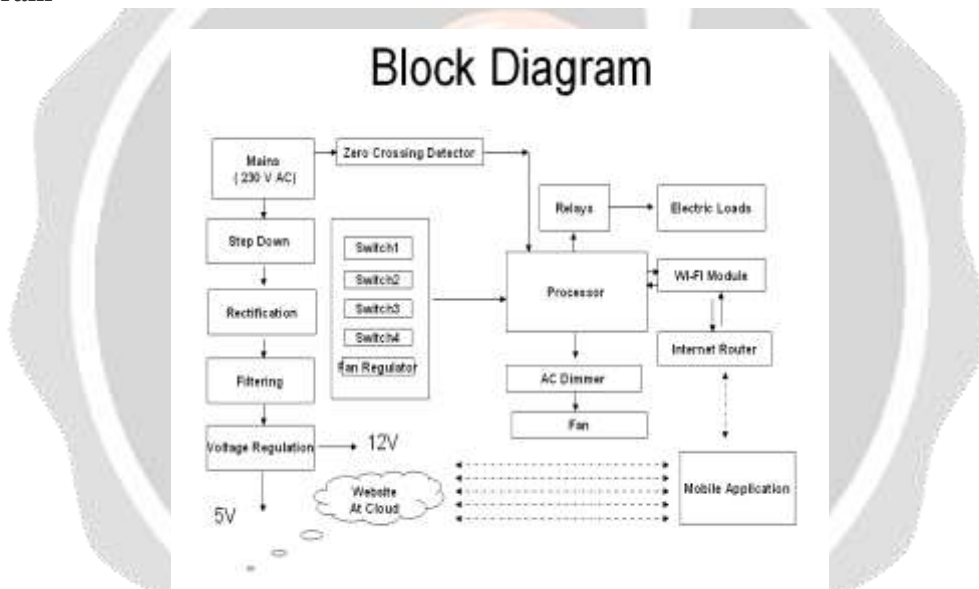 Block Diagram
Mains
( 230 V AC)
Zero Crossing Detector
Relays
Electric Loads
Step Down
Switch1
Switch2
Switch3
Switch4
Fan Regulator
Processor
WI-FI Module
Rectification
Internet Router
Filtering
AC Dimmer
Fan
Voltage Regulation
12V
5V
Website
At Cloud
Mobile Application